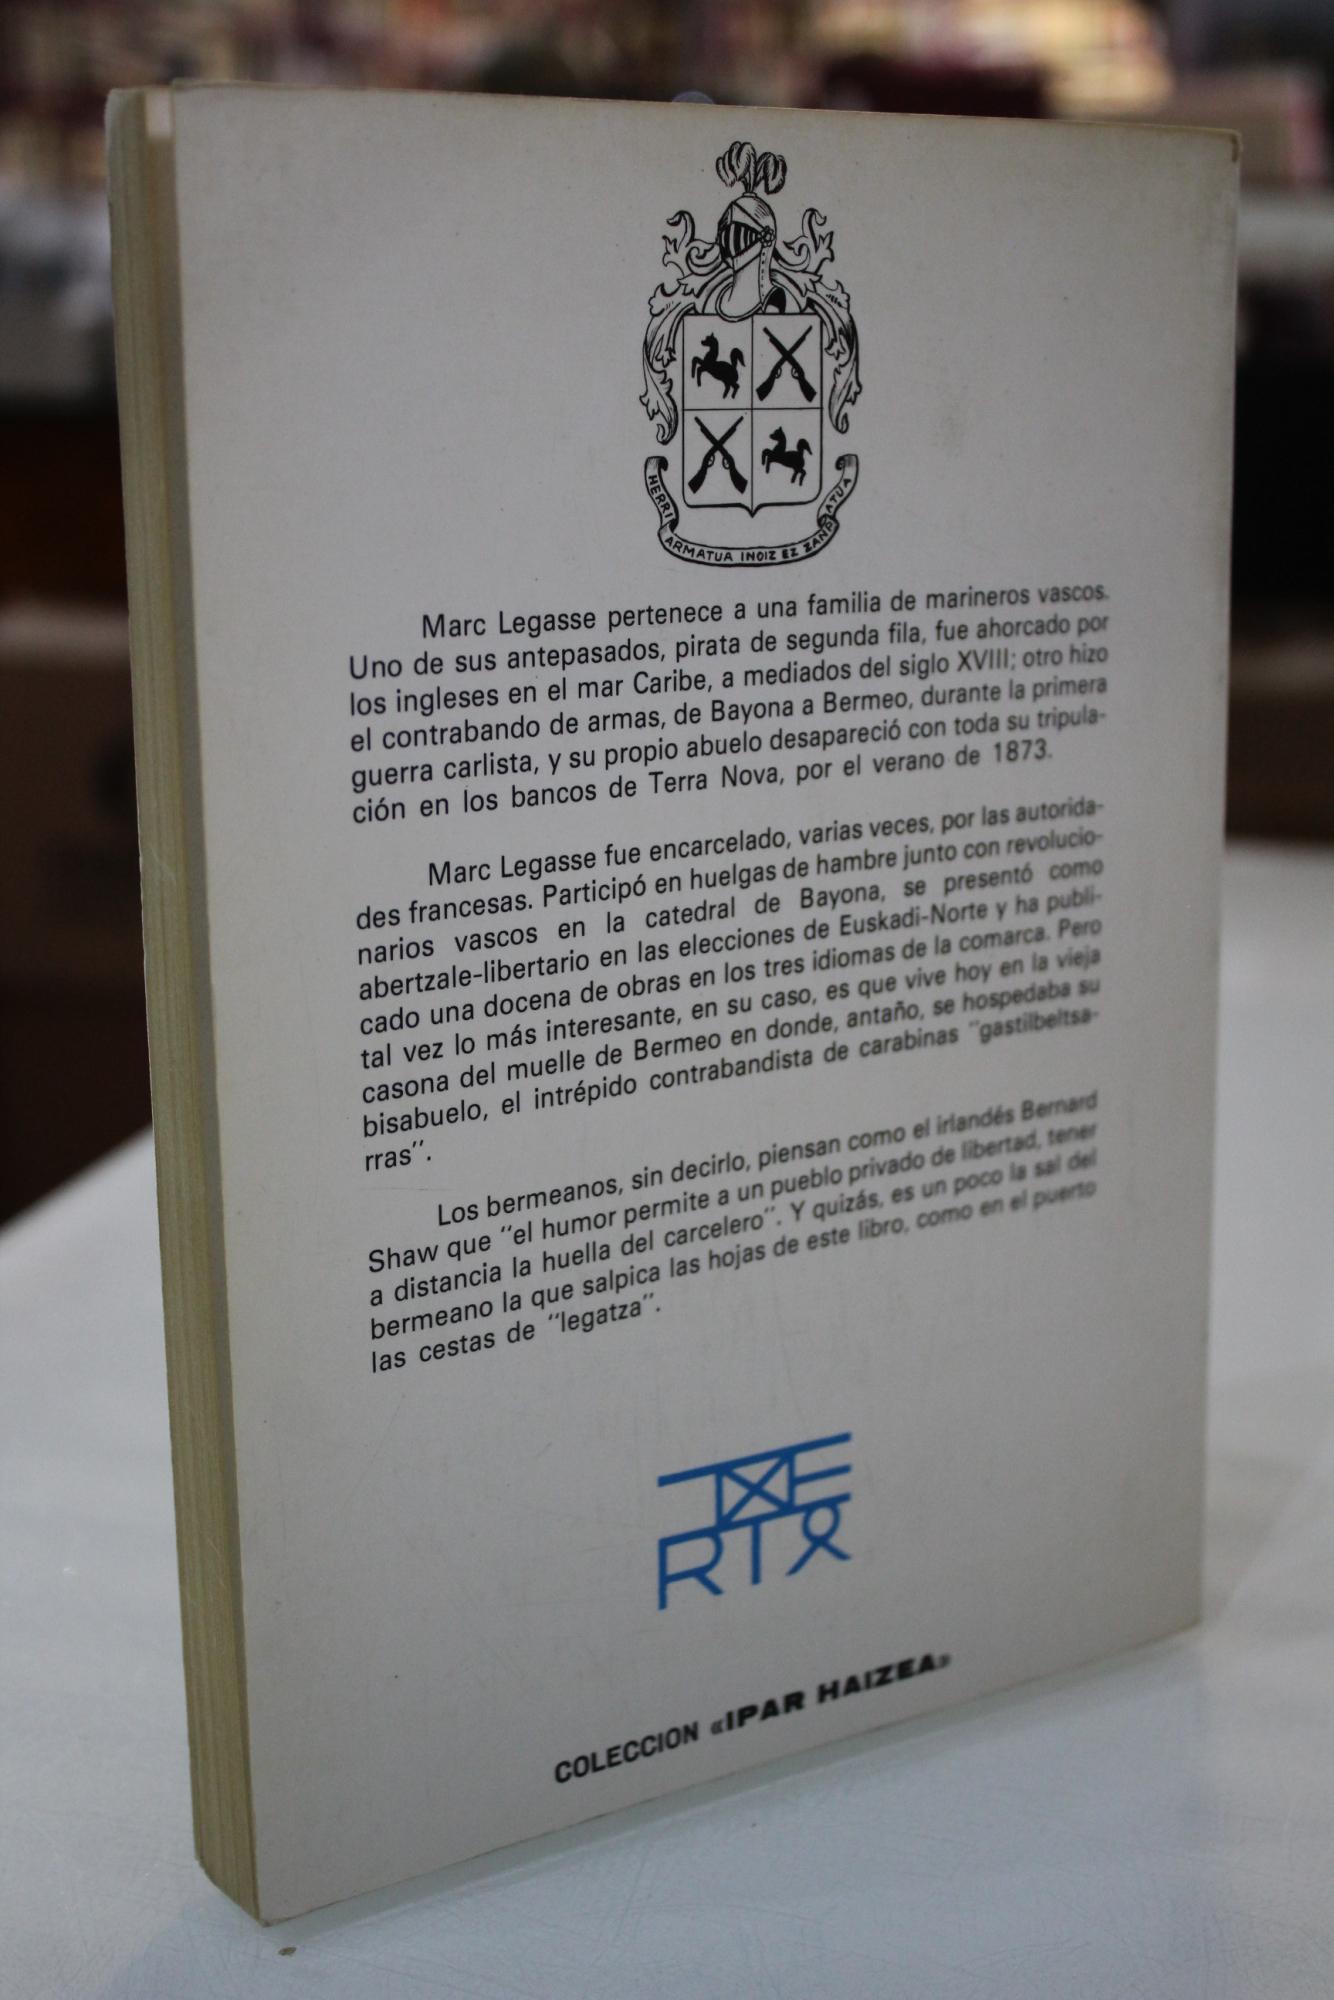 HERRI ARMATUA INOIZ EZ ZANPATUA
Marc Legasse pertenece a una familia de marineros vascos.
Uno de sus antepasados, pirata de segunda fila, fue ahorcado por
los ingleses en el mar Caribe, a mediados del siglo XVIII; otro hizo
el contrabando de armas, de Bayona a Bermeo, durante la primera
guerra carlista, y su propio abuelo desapareció con toda su tripula-
ción en los bancos de Terra Nova, por el verano de 1873.
Marc Legasse fue encarcelado, varias veces, por las autorida-
des francesas. Participó en huelgas de hambre junto con revolucio-
narios vascos en la catedral de Bayona, se presentó como
abertzale-libertario en las elecciones de Euskadi-Norte y ha publi-
cado una docena de obras en los tres idiomas de la comarca. Pero
tal vez lo más interesante, en su caso, es que vive hoy en la vieja
casona del muelle de Bermeo en donde, antaño, se hospedaba su
bisabuelo, el intrépido contrabandista de carabinas "gastilbeltsa-
rras".
Los bermeanos, sin decirlo, piensan como el irlandés Bernard
Shaw que "el humor permite a un pueblo privado de libertad, tener
a distancia la huella del carcelero". Y quizás, es un poco la sal del
bermeano la que salpica las hojas de este libro, como en el puerto
las cestas de "legatza".
TXE
RTOA
COLECCION «IPAR HAIZEA»